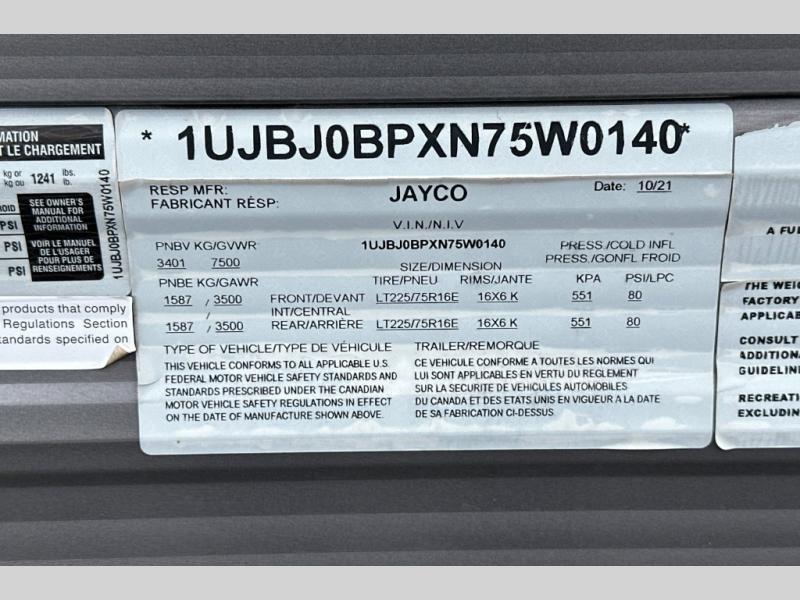 MATION
T LE CHARGEMENT
kg or 1241 lbs.
kg ou lb.
SEE OWNER'S
MANUAL FOR
ADDITIONAL
INFORMATION
PSI
PSI
VOIR LE MANUEL
DE L'USAGER
POUR PLUS DE
RENSEIGNEMENTS
PSI
1UJBJ0BPXN75W0140
products that comply
Regulations Section
tandards specified on
* 1UJBJ0BPXN75W0140*
RESP MFR: JAYCO Date: 10/21
FABRICANT RÉSP:
V.I.N./N.I.V
PNBV KG/GVWR 1UJBJ0BPXN75W0140 PRESS./COLD INFL
3401 7500 SIZE/DIMENSION PRESS./GONFL FROID
PNBE KG/GAWR TIRE/PNEU RIMS/JANTE KPA PSI/LPC
1587 / 3500 FRONT/DEVANT LT225/75R16E 16X6 K 551 80
/ INT/CENTRAL
1587 / 3500 REAR/ARRIÈRE LT225/75R16E 16X6 K 551 80
TYPE OF VEHICLE/TYPE DE VÉHICULE TRAILER/REMORQUE
THIS VEHICLE CONFORMS TO ALL APPLICABLE U.S.
FEDERAL MOTOR VEHICLE SAFETY STANDARDS AND
STANDARDS PRESCRIBED UNDER THE CANADIAN
MOTOR VEHICLE SAFETY REGULATIONS IN EFFECT
ON THE DATE OF MANUFACTURE SHOWN ABOVE.
CE VEHICULE CONFORME A TOUTES LES NORMES QUI
LUI SONT APPLICABLES EN VERTU DU REGLEMENT
SUR LA SECURITE DE VEHICULES AUTOMOBILES
DU CANADA ET DES ETATS UNIS EN VIGUEUR A LA DATE
DE SA FABRICATION CI-DESSUS.
A FUL
THE WEIG
FACTORY
APPLICAB
CONSULT
ADDITION
GUIDELIN
RECREATI
EXCLUDIN